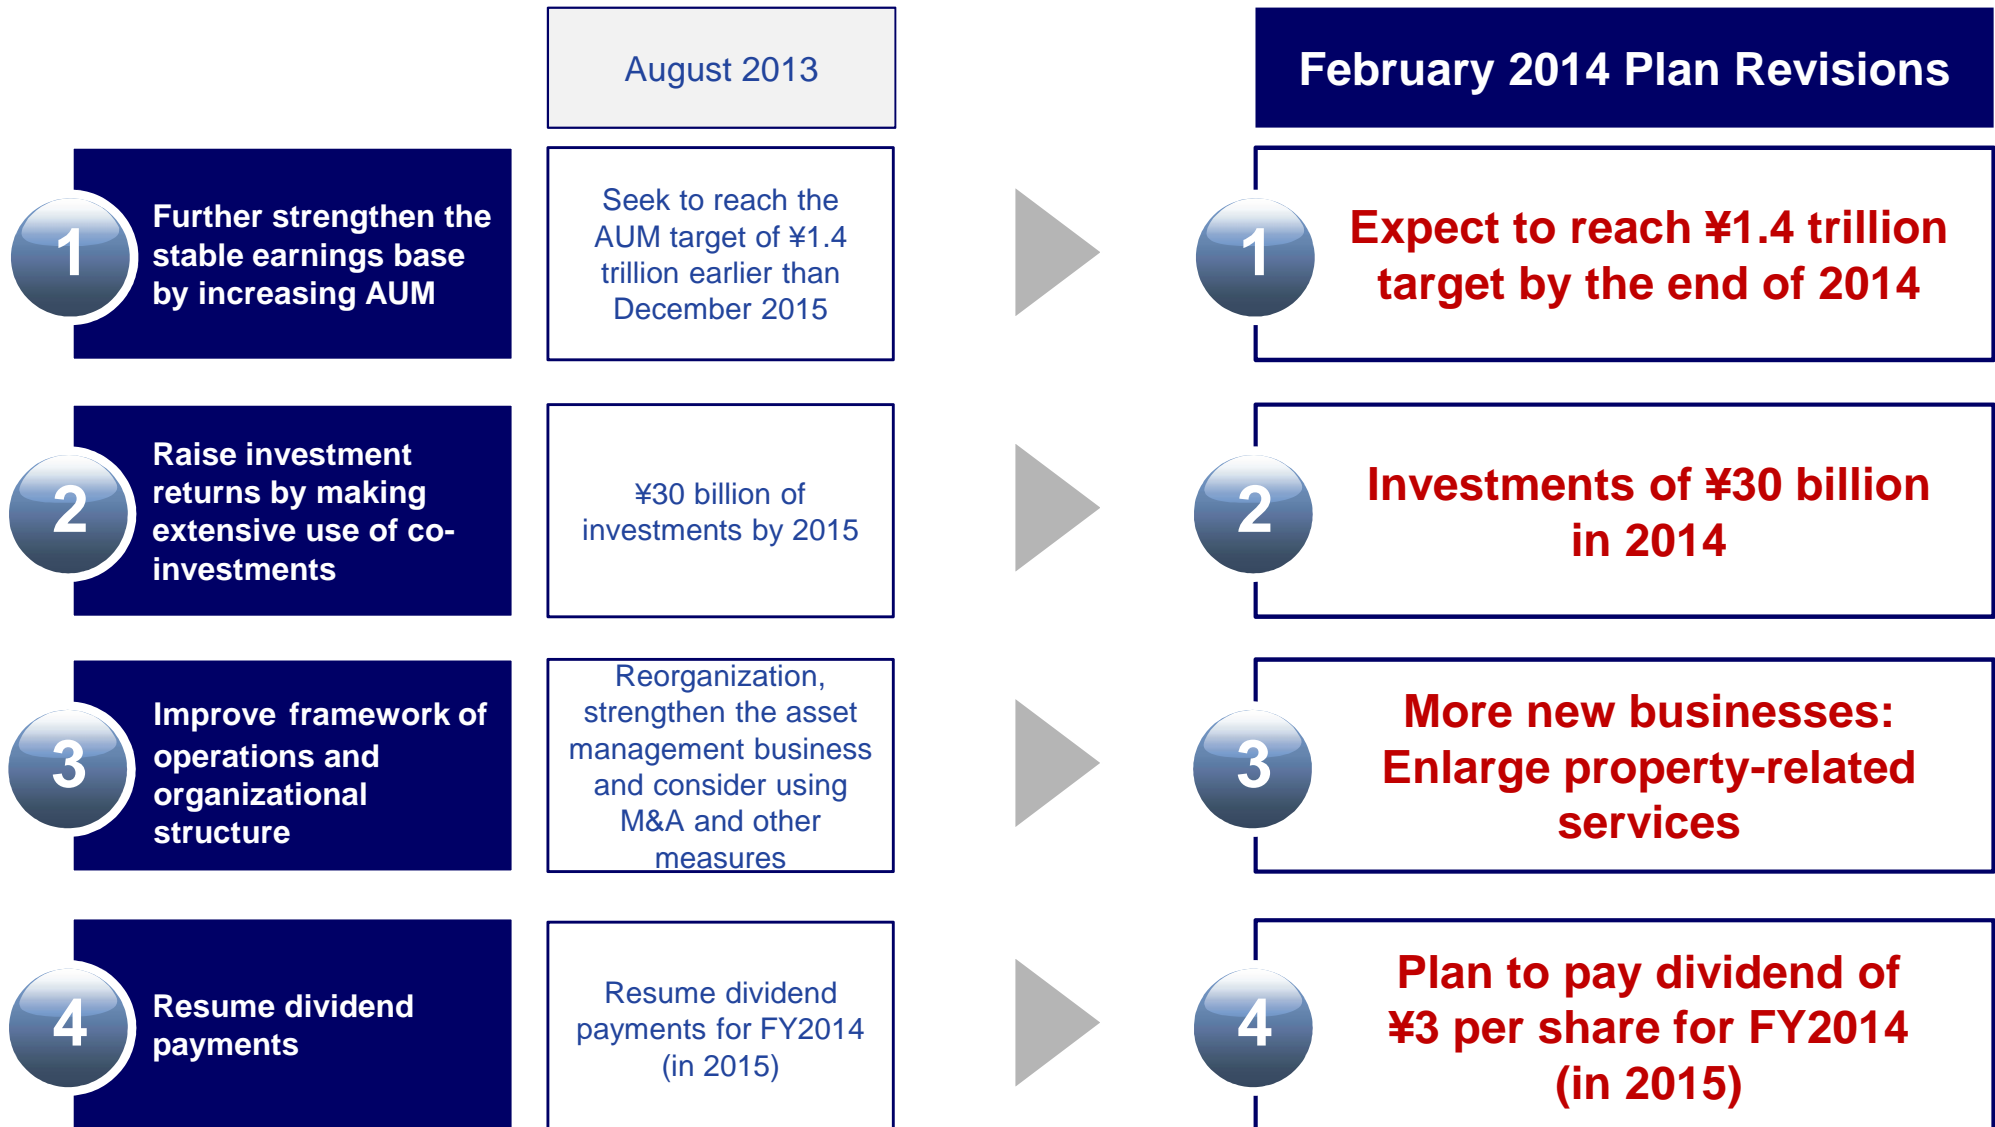 August 2013
February 2014 Plan Revisions
1
Further strengthen the
stable earnings base
by increasing AUM
Seek to reach the
AUM target of ¥1.4
trillion earlier than
December 2015
1
Expect to reach ¥1.4 trillion
target by the end of 2014
2
Raise investment
returns by making
extensive use of co-
investments
¥30 billion of
investments by 2015
2
Investments of ¥30 billion
in 2014
3
Improve framework of
operations and
organizational
structure
Reorganization,
strengthen the asset
management business
and consider using
M&A and other
measures
3
More new businesses:
Enlarge property-related
services
4
Resume dividend
payments
Resume dividend
payments for FY2014
(in 2015)
4
Plan to pay dividend of
¥3 per share for FY2014
(in 2015)